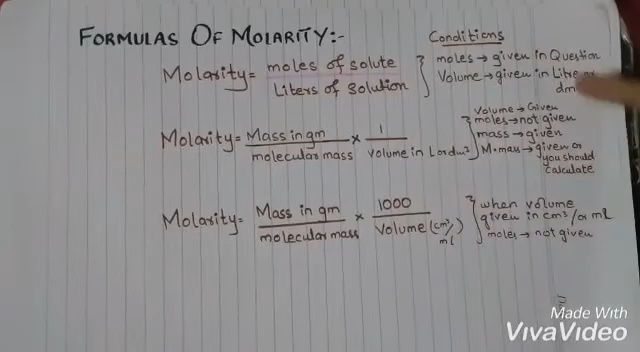 FORMULAS OF MOLARITY:-
Conditions
Molarity = moles of solute / Liters of solution
moles → given in Question
Volume → given in Litre or
dm
Molarity = Mass in gm / molecular mass × 1 / Volume in L or dm³
Volume → Given
moles → not given
mass → given
M.mass → given or
you should
calculate
Molarity = Mass in gm / molecular mass × 1000 / Volume (cm³/ml)
when volume
given in cm³/or ml
moles → not given
Made With
VivaVideo